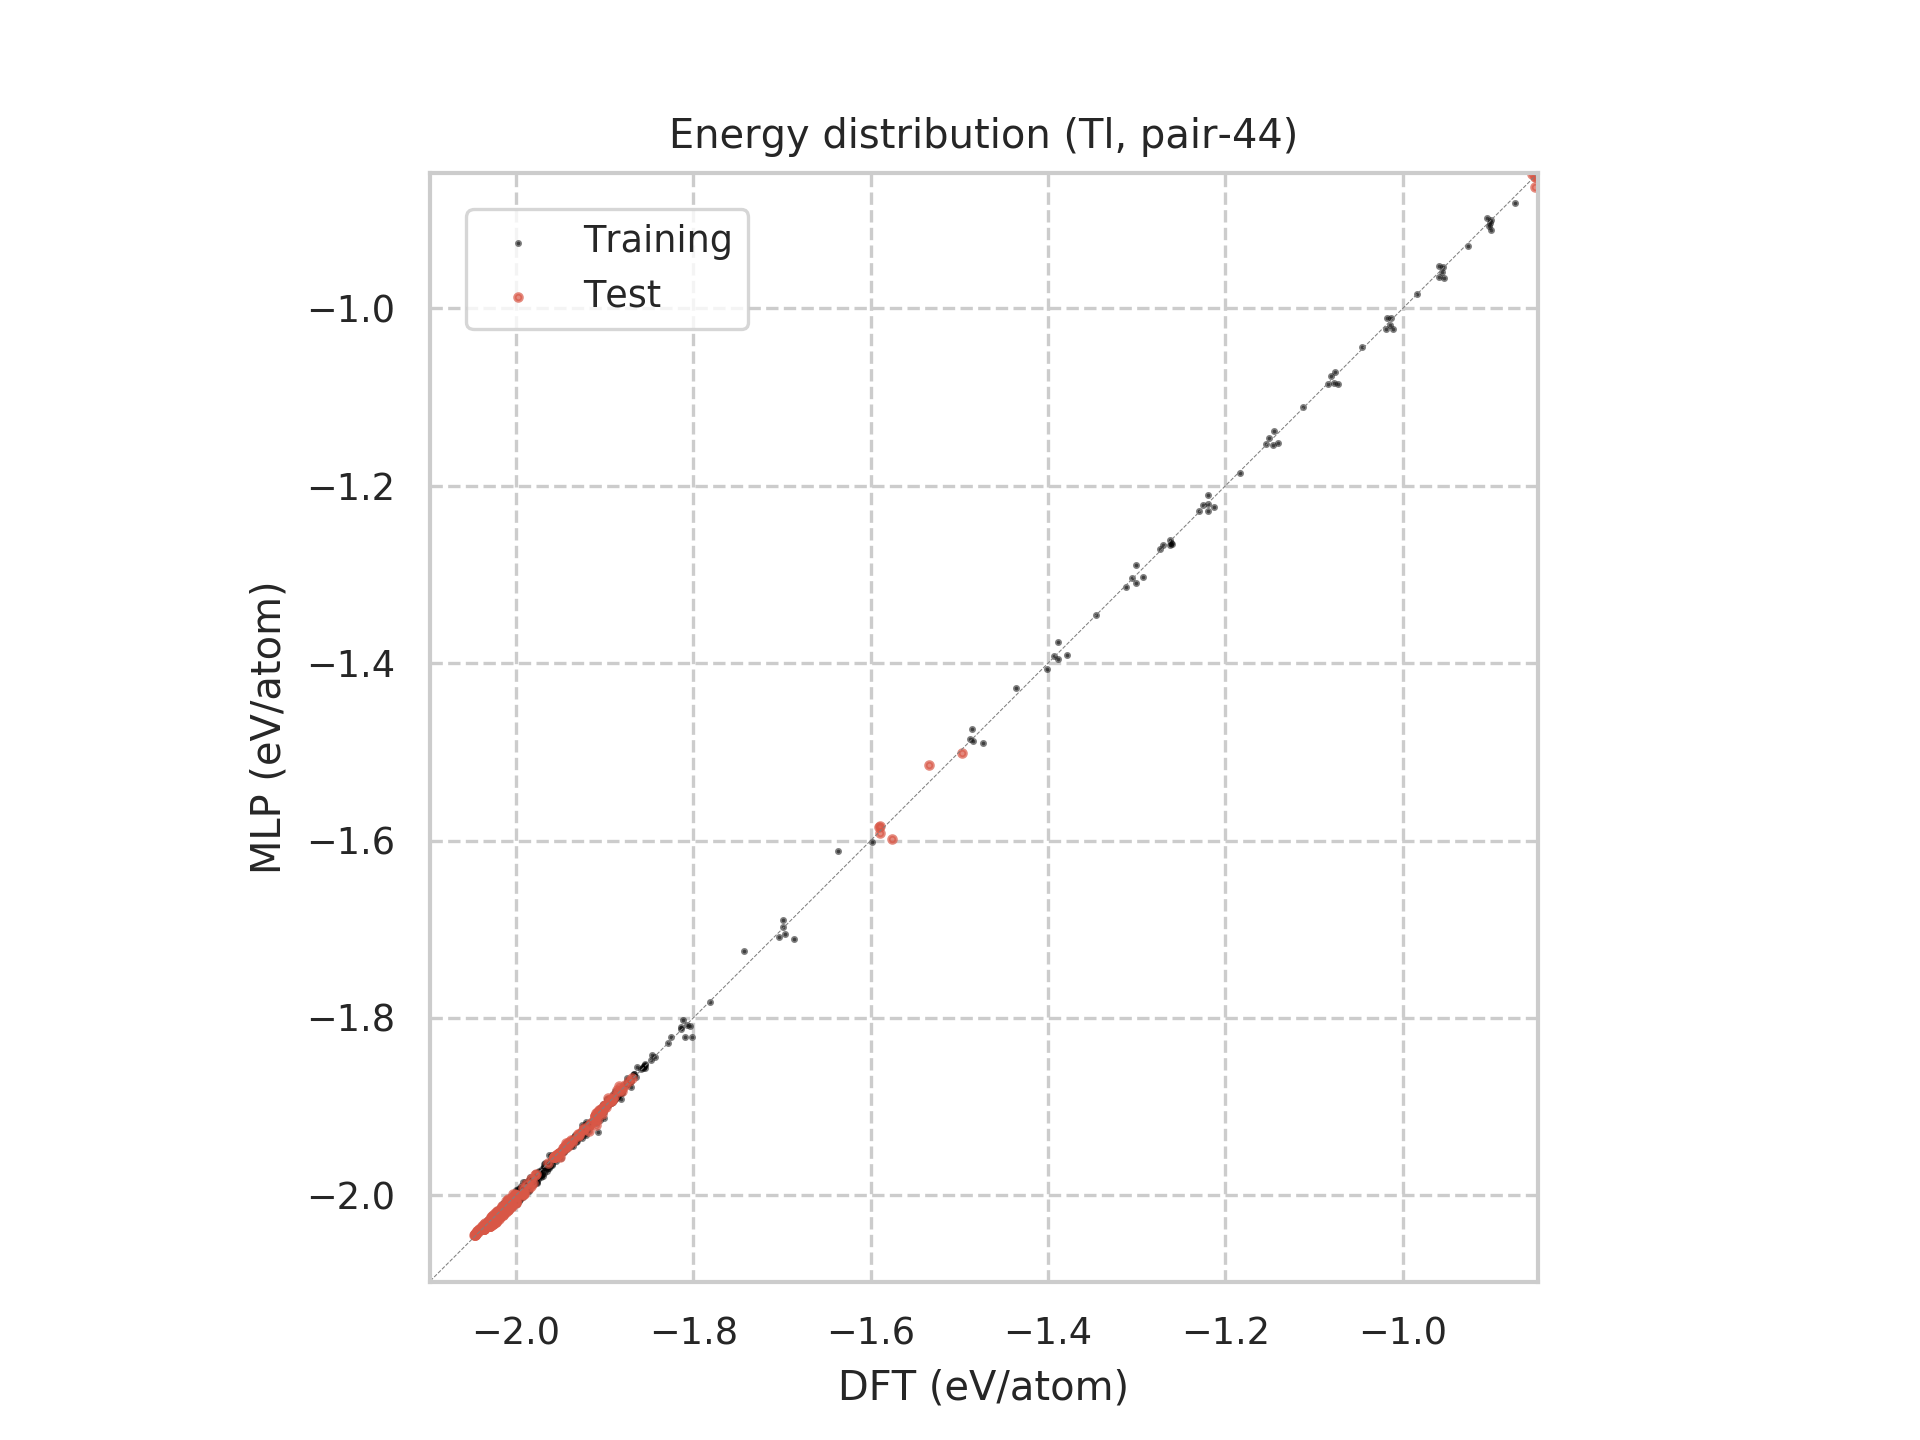 Energy distribution (Tl, pair-44)
Training
Test
−1.0
−1.2
−1.4
−1.6
−1.8
−2.0
MLP (eV/atom)
−2.0 −1.8 −1.6 −1.4 −1.2 −1.0
DFT (eV/atom)